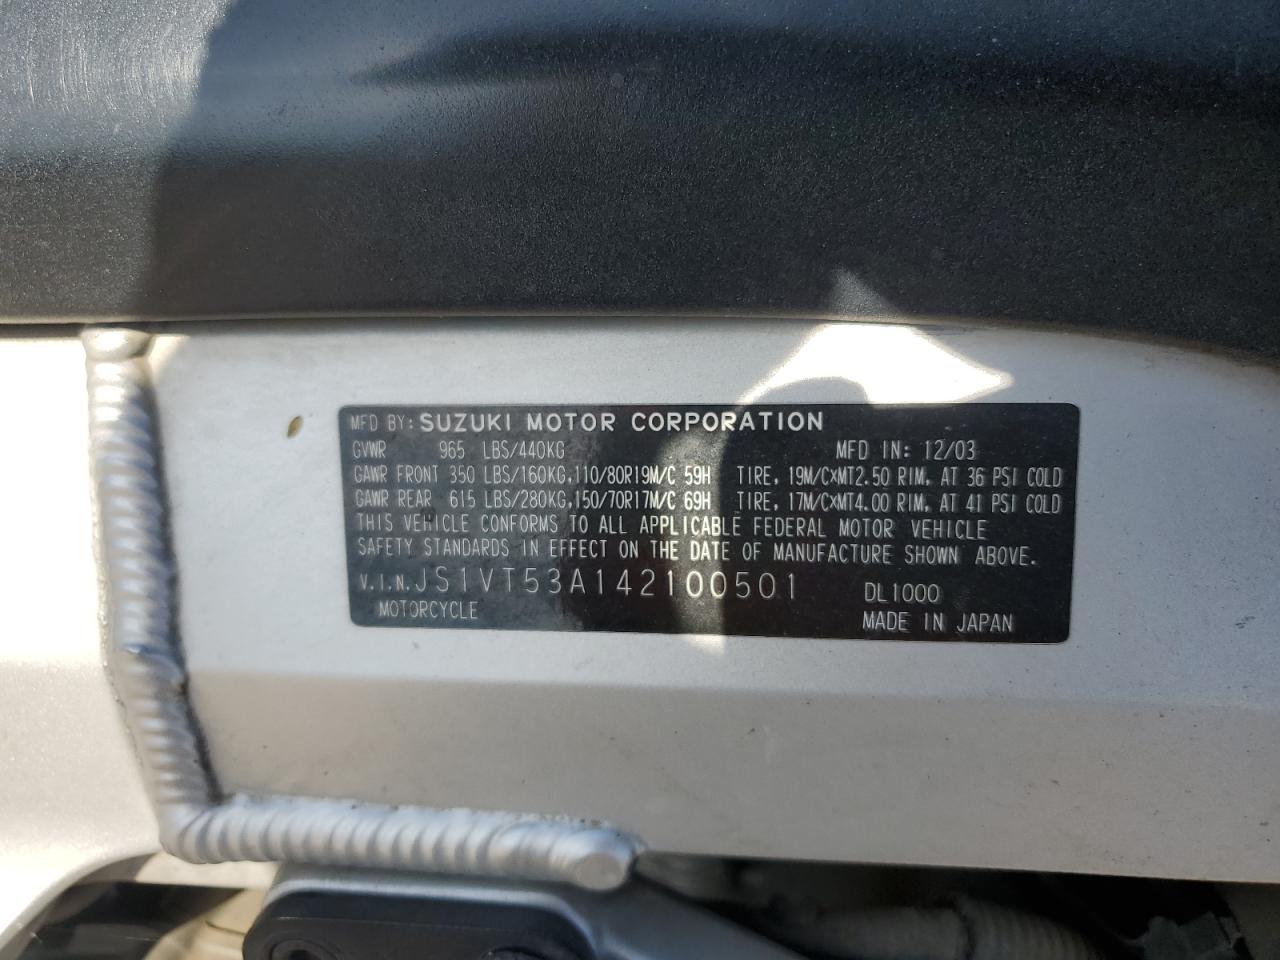 MFD BY: SUZUKI MOTOR CORPORATION
GVWR 965 LBS/440KG MFD IN: 12/03
GAWR FRONT 350 LBS/160KG,110/80R19M/C 59H TIRE, 19M/CXMT2.50 RIM, AT 36 PSI COLD
GAWR REAR 615 LBS/280KG,150/70R17M/C 69H TIRE, 17M/CXMT4.00 RIM, AT 41 PSI COLD
THIS VEHICLE CONFORMS TO ALL APPLICABLE FEDERAL MOTOR VEHICLE
SAFETY STANDARDS IN EFFECT ON THE DATE OF MANUFACTURE SHOWN ABOVE.
V.I.N. JS1VT53A142100501 DL1000
MOTORCYCLE MADE IN JAPAN